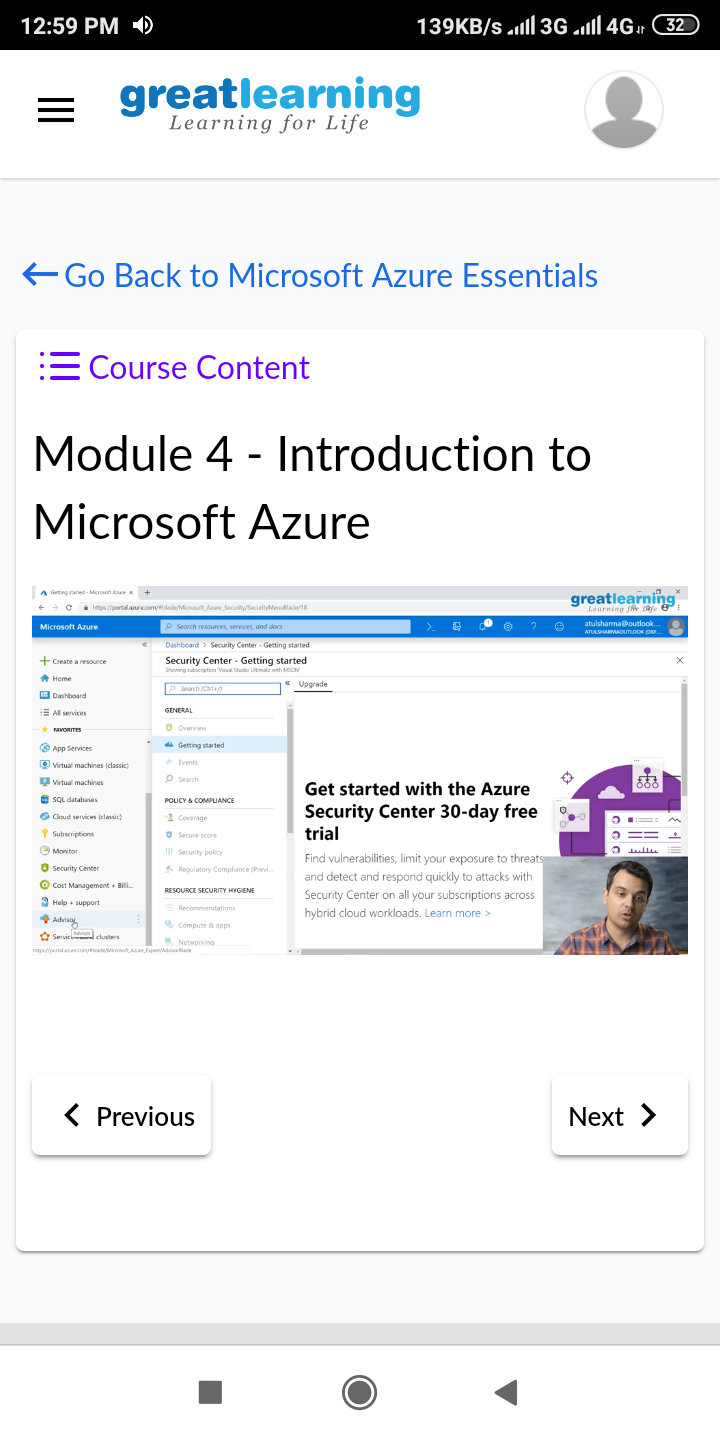 12:59 PM 139KB/s 3G 4G 32
greatlearning
Learning for Life
Go Back to Microsoft Azure Essentials
Course Content
Module 4 - Introduction to
Microsoft Azure
Getting started - Microsoft Azure
greatlearning
Learning for Life
https://portal.azure.com/#blade/Microsoft_Azure_Security/SecurityMenuBlade/18
Microsoft Azure
Search resources, services, and docs
1
atulsharma@outlook...
ATULSHARMAOUTLOOK (DEF...
Create a resource
Home
Dashboard
All services
FAVORITES
App Services
Virtual machines (classic)
Virtual machines
SQL databases
Cloud services (classic)
Subscriptions
Monitor
Security Center
Cost Management + Billi...
Help + support
Advisor
Advisor
clusters
https://portal.azure.com/#blade/Microsoft_Azure_Expert/AdvisorBlade
Dashboard > Security Center - Getting started
Security Center - Getting started
Showing subscription 'Visual Studio Ultimate with MSDN'
Search (Ctrl+/)
GENERAL
Overview
Getting started
Events
Search
POLICY & COMPLIANCE
Coverage
Secure score
Security policy
Regulatory Compliance (Previ...
RESOURCE SECURITY HYGIENE
Recommendations
Compute & apps
Networking
Upgrade
Get started with the Azure
Security Center 30-day free
trial
Find vulnerabilities, limit your exposure to threats
and detect and respond quickly to attacks with
Security Center on all your subscriptions across
hybrid cloud workloads. Learn more >
Previous
Next